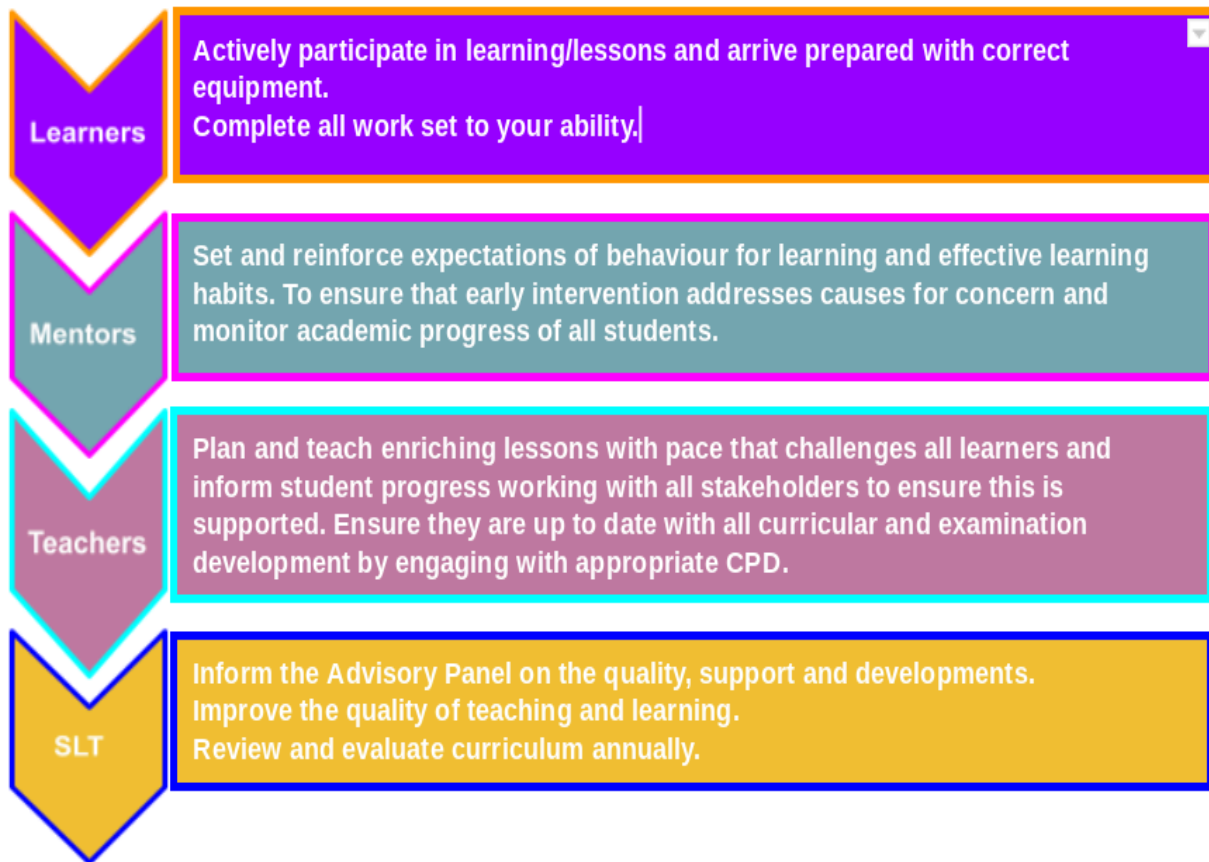 Learners
Actively participate in learning/lessons and arrive prepared with correct
equipment.
Complete all work set to your ability.
Mentors
Set and reinforce expectations of behaviour for learning and effective learning
habits. To ensure that early intervention addresses causes for concern and
monitor academic progress of all students.
Teachers
Plan and teach enriching lessons with pace that challenges all learners and
inform student progress working with all stakeholders to ensure this is
supported. Ensure they are up to date with all curricular and examination
development by engaging with appropriate CPD.
SLT
Inform the Advisory Panel on the quality, support and developments.
Improve the quality of teaching and learning.
Review and evaluate curriculum annually.